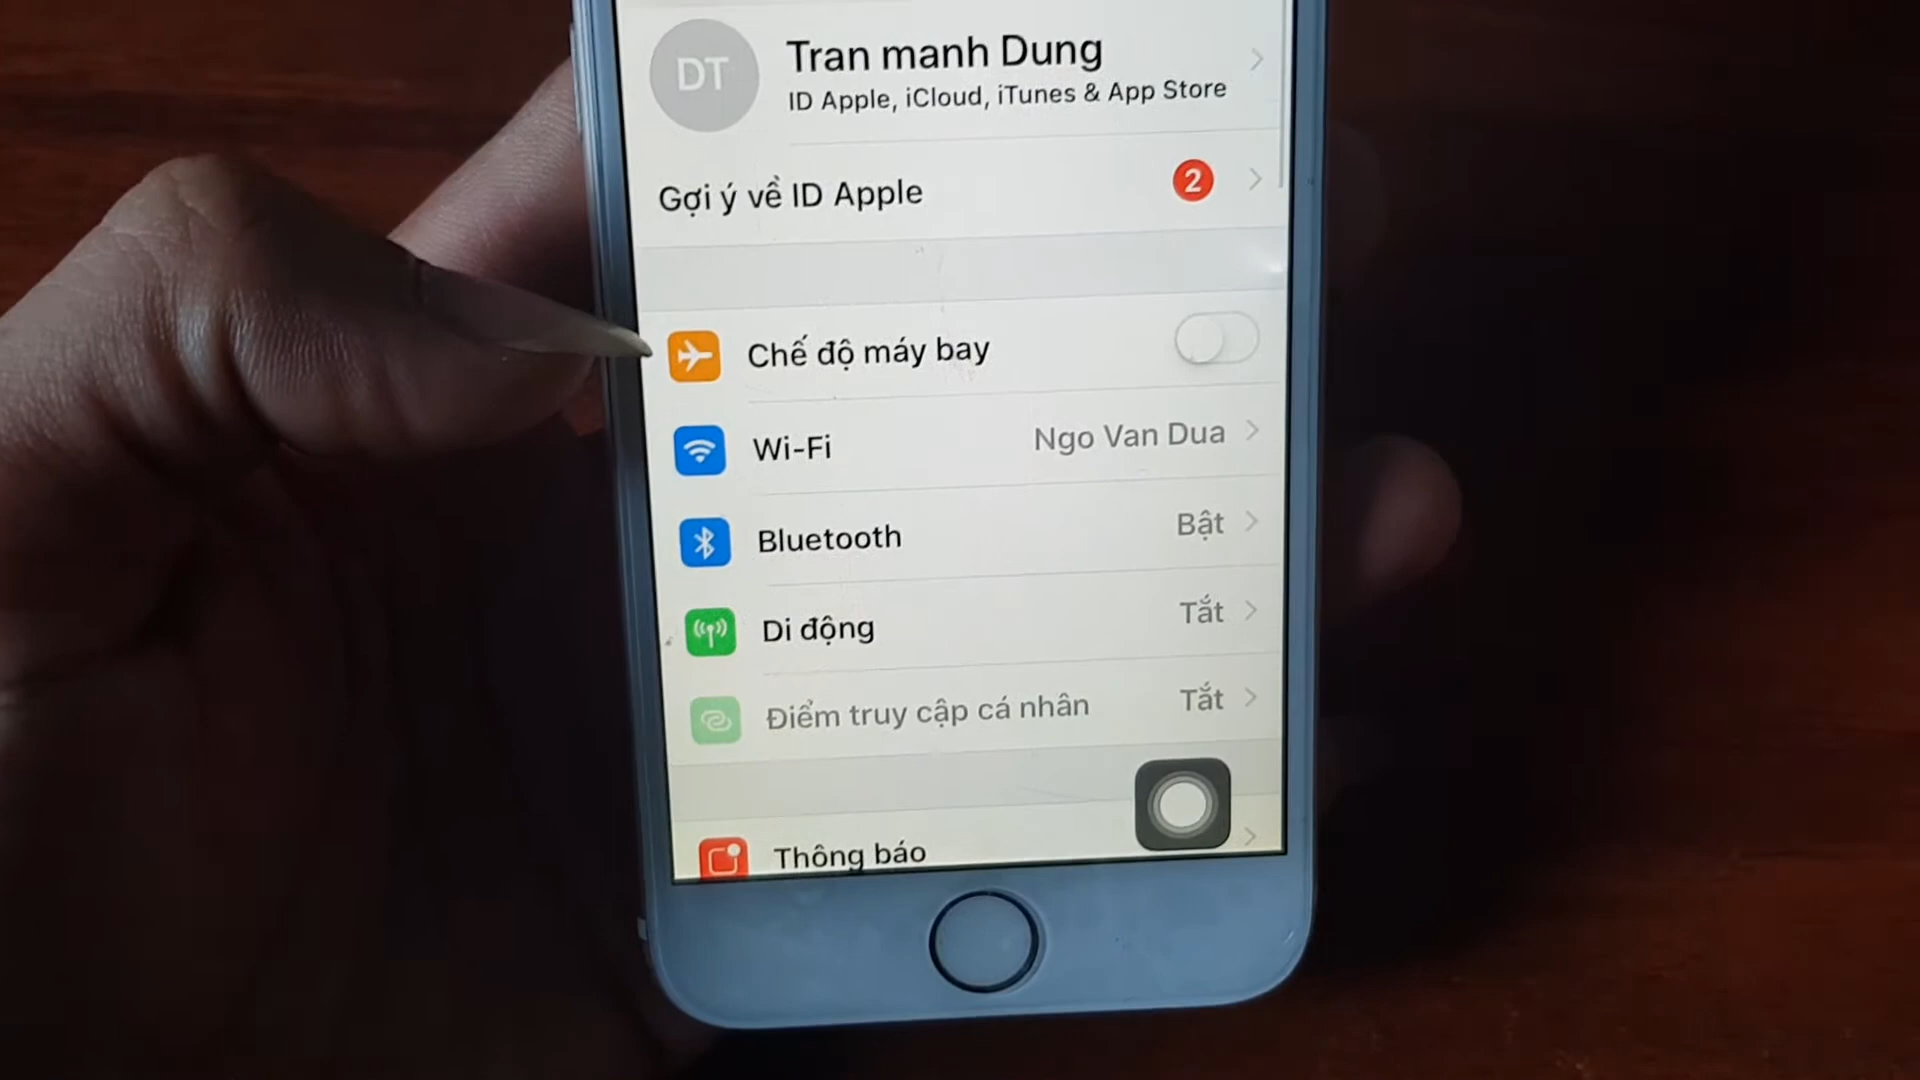 DT
Tran manh Dung
ID Apple, iCloud, iTunes & App Store
Gợi ý về ID Apple 2
Chế độ máy bay
Wi-Fi Ngo Van Dua
Bluetooth Bật
Di động Tắt
Điểm truy cập cá nhân Tắt
Thông báo